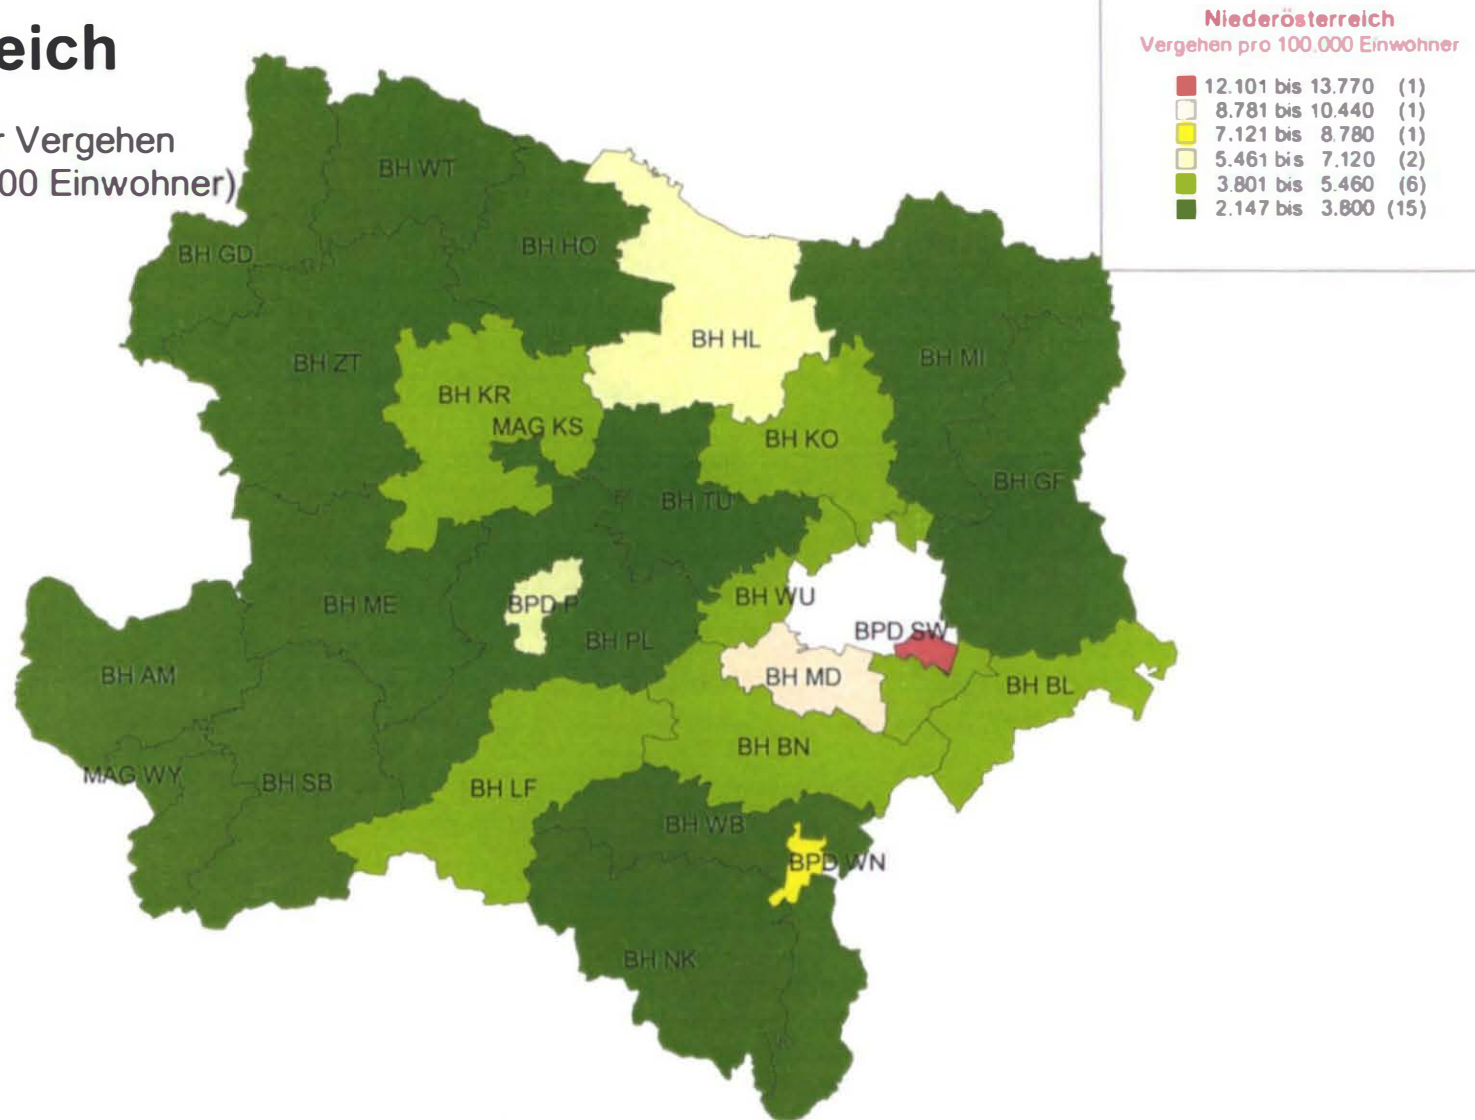 eich
r Vergehen
00 Einwohner)
Niederösterreich
Vergehen pro 100.000 Einwohner
12.101 bis 13.770 (1)
8.781 bis 10.440 (1)
7.121 bis 8.780 (1)
5.461 bis 7.120 (2)
3.801 bis 5.460 (6)
2.147 bis 3.800 (15)
BH WT
BH GD
BH HO
BH ZT
BH HL
BH MI
BH KR
MAG KS
BH KO
BH GF
BH TU
BH ME
BPD P
BH WU
BPD SW
BH PL
BH AM
BH MD
BH BL
BH BN
MAG WY
BH SB
BH LF
BH WB
BPD WN
BH NK